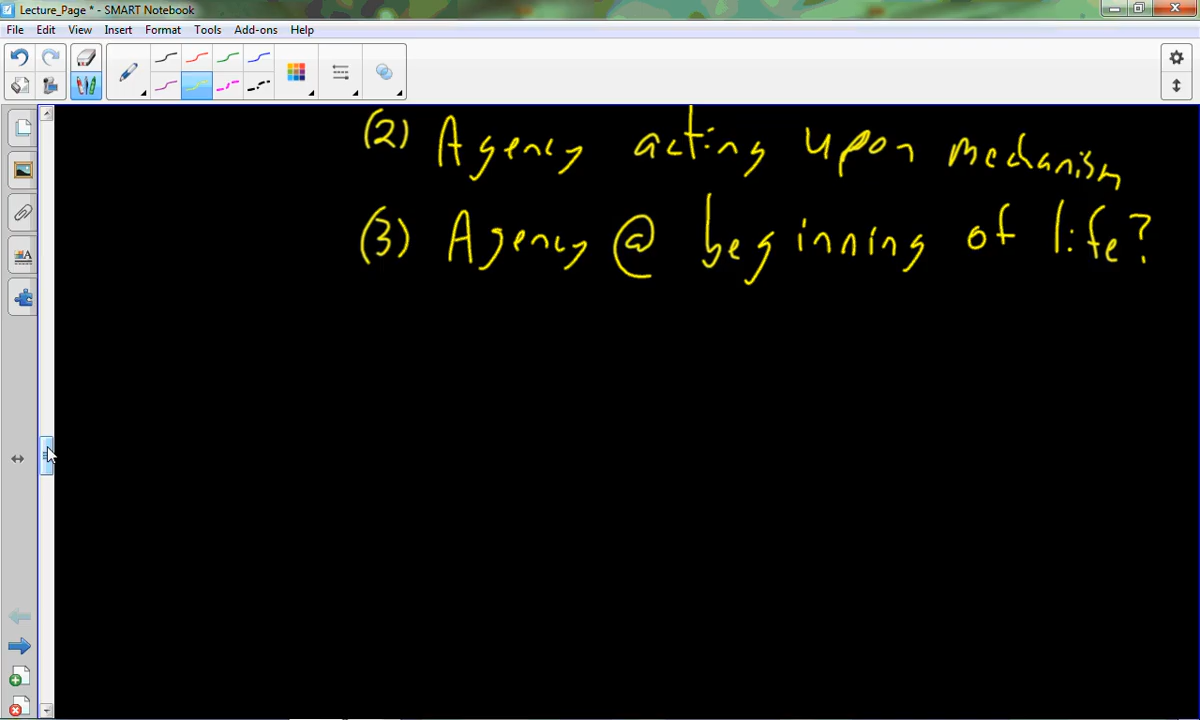 Lecture_Page * - SMART Notebook
File Edit View Insert Format Tools Add-ons Help
(2) Agency acting upon mechanism
(3) Agency @ beginning of life?